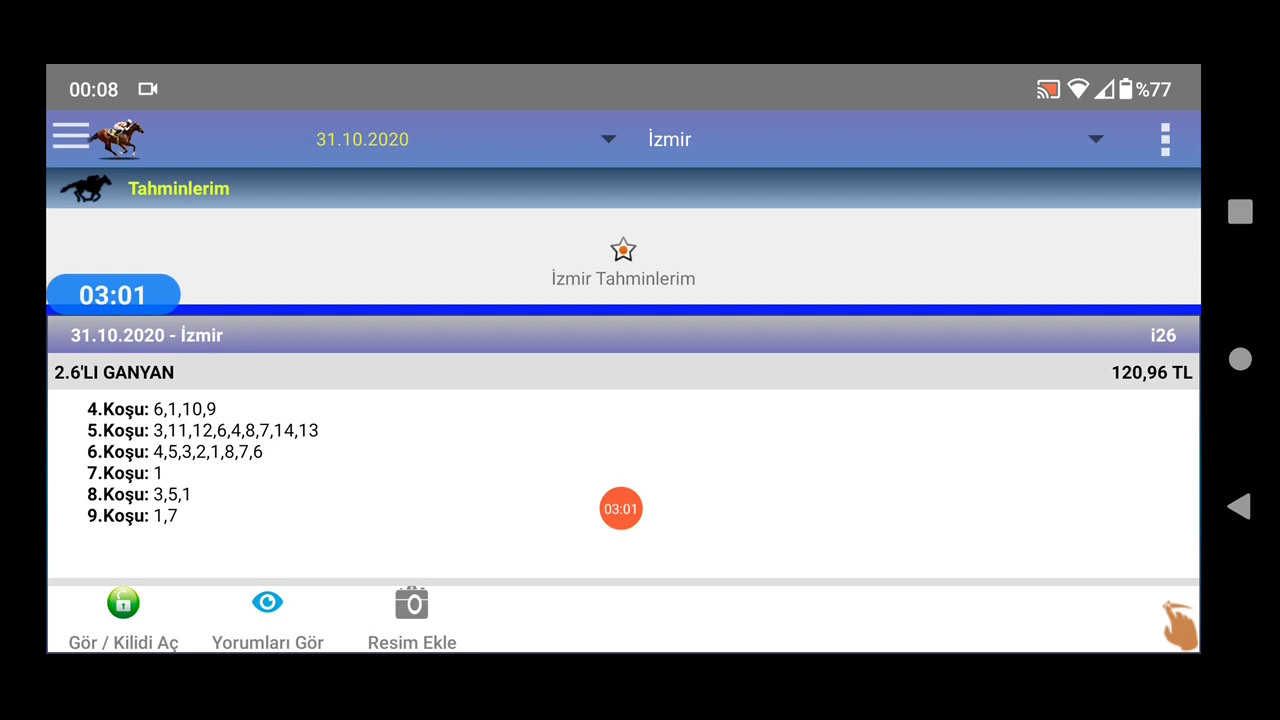 00:08 %77
31.10.2020 İzmir
Tahminlerim
İzmir Tahminlerim
03:01
31.10.2020 - İzmir i26
2.6'LI GANYAN 120,96 TL
4.Koşu: 6,1,10,9
5.Koşu: 3,11,12,6,4,8,7,14,13
6.Koşu: 4,5,3,2,1,8,7,6
7.Koşu: 1
8.Koşu: 3,5,1
03:01
9.Koşu: 1,7
Gör / Kilidi Aç Yorumları Gör Resim Ekle